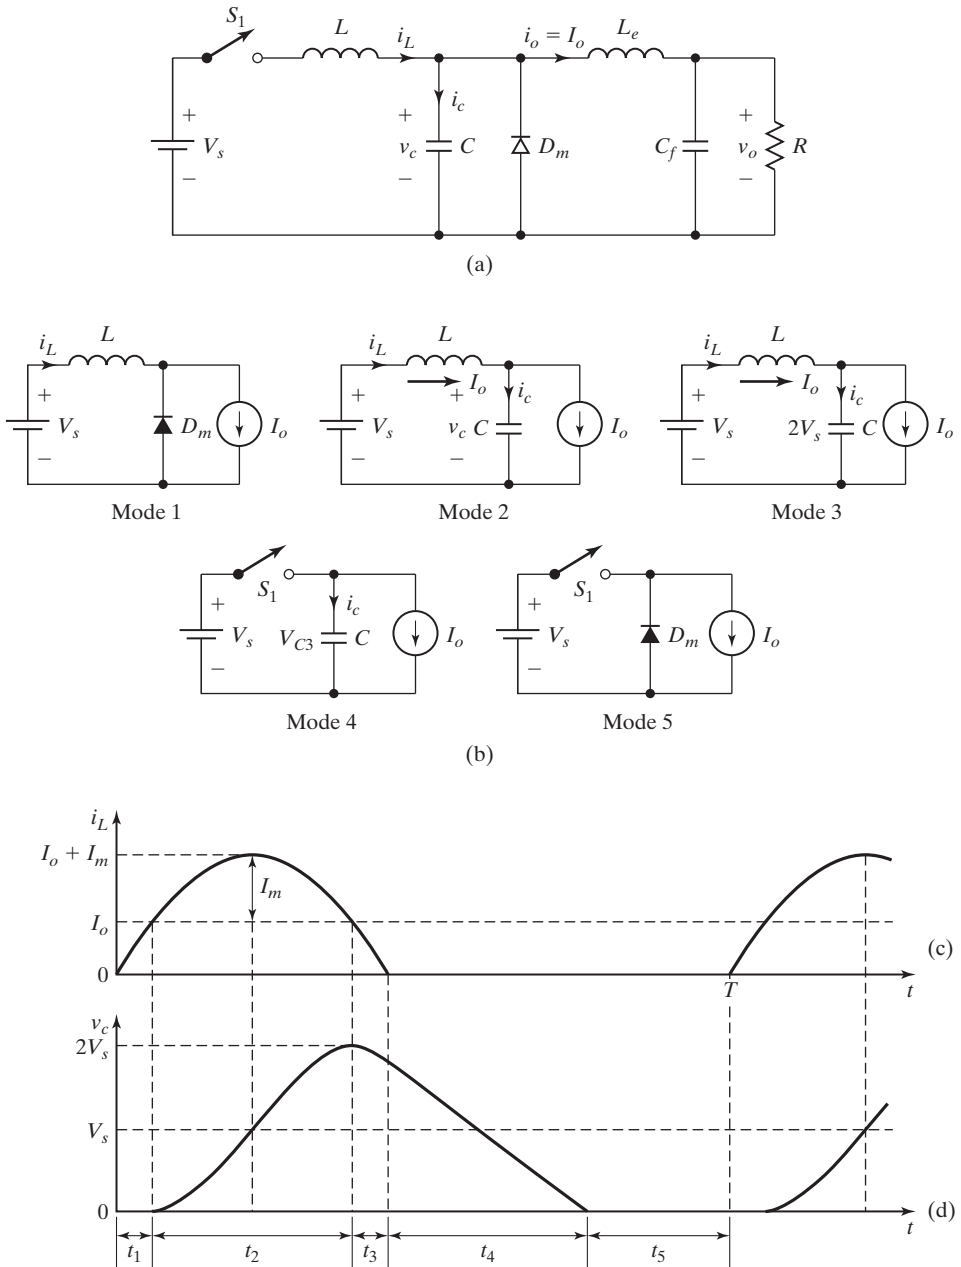 S1 L iL io = Io Le
+ Vs − + vc − ic C Dm Cf + vo − R
(a)
iL L + Vs − Dm Io
Mode 1
iL L Io + Vs − + vc − ic C Io
Mode 2
iL L Io + Vs − ic 2Vs C Io
Mode 3
S1 + Vs − ic VC3 C Io
Mode 4
S1 + Vs − Dm Io
Mode 5
(b)
iL
Io + Im
Im
Io
0
T t
(c)
vc
2Vs
Vs
0
t
(d)
t1 t2 t3 t4 t5